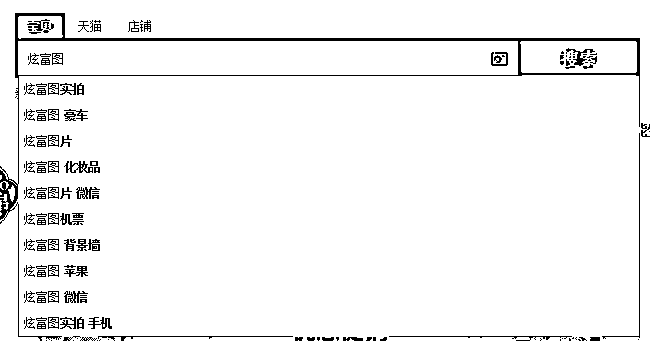 宝贝 天猫 店铺
炫富图 搜索
炫富图实拍
炫富图 豪车
炫富图片
炫富图 化妆品
炫富图片 微信
炫富图机票
炫富图 背景墙
炫富图 苹果
炫富图 微信
炫富图实拍 手机